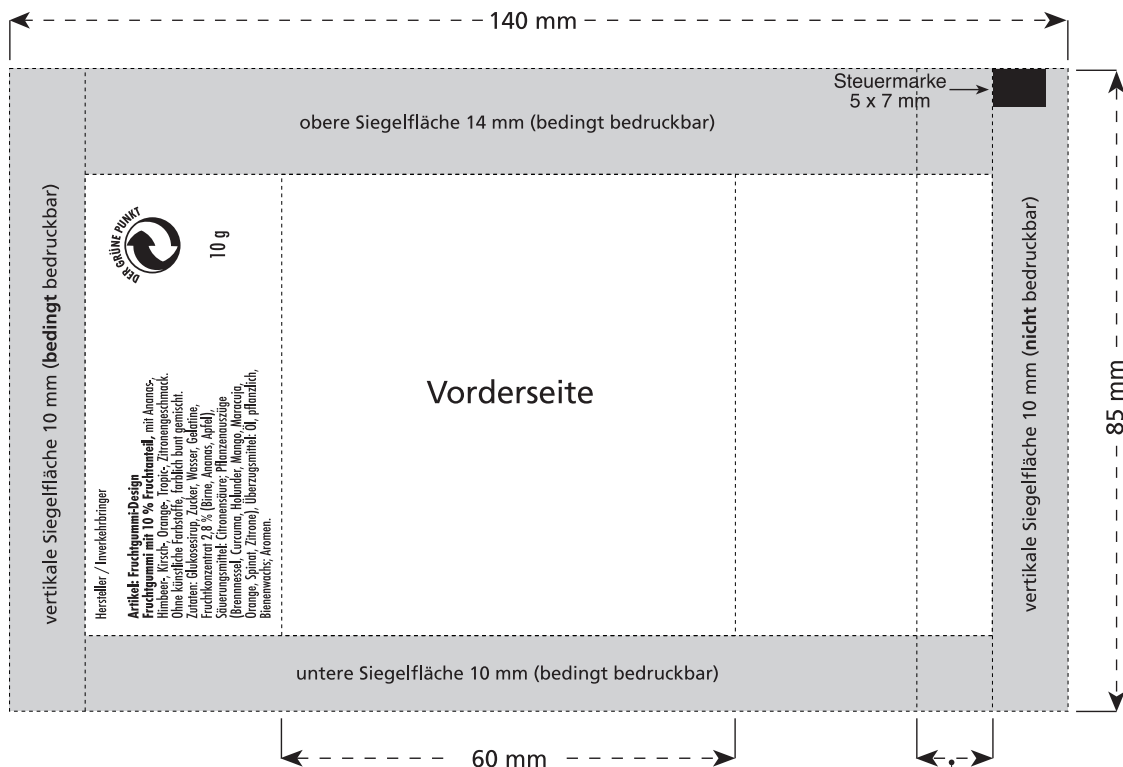 140 mm
Steuermarke
5 x 7 mm
obere Siegelfläche 14 mm (bedingt bedruckbar)
vertikale Siegelfläche 10 mm (bedingt bedruckbar)
DER GRÜNE PUNKT
10 g
Hersteller / Inverkehrbringer
Artikel: Fruchtgummi-Design
Fruchtgummi mit 10 % Fruchtanteil, mit Ananas-,
Himbeer-, Kirsch-, Orange-, Tropic-, Zitronengeschmack.
Ohne künstliche Farbstoffe, farblich bunt gemischt.
Zutaten: Glukosesirup, Zucker, Wasser, Gelatine,
Fruchtkonzentrat 2,8 % (Birne, Ananas, Apfel),
Säuerungsmittel: Citronensäure; Pflanzenauszüge
(Brennnessel, Curcuma, Holunder, Mango, Maracuja,
Orange, Spinat, Zitrone), Überzugsmittel: Öl, pflanzlich,
Bienenwachs; Aromen.
Vorderseite
vertikale Siegelfläche 10 mm (nicht bedruckbar)
85 mm
untere Siegelfläche 10 mm (bedingt bedruckbar)
60 mm